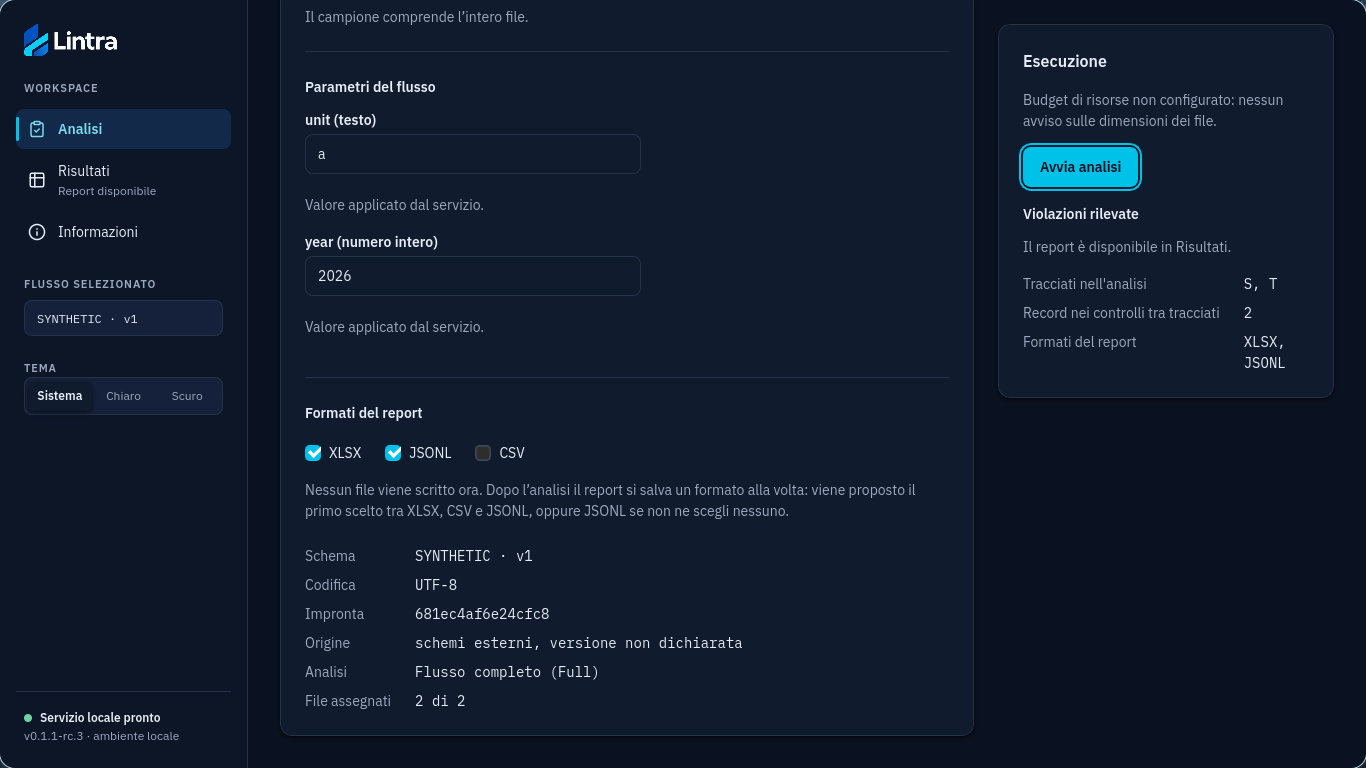 Lintra
WORKSPACE
Analisi
Risultati
Report disponibile
Informazioni
FLUSSO SELEZIONATO
SYNTHETIC · v1
TEMA
Sistema
Chiaro
Scuro
Servizio locale pronto
v0.1.1-rc.3 · ambiente locale
Il campione comprende l’intero file.
Parametri del flusso
unit (testo)
a
Valore applicato dal servizio.
year (numero intero)
2026
Valore applicato dal servizio.
Formati del report
XLSX
JSONL
CSV
Nessun file viene scritto ora. Dopo l’analisi il report si salva un formato alla volta: viene proposto il
primo scelto tra XLSX, CSV e JSONL, oppure JSONL se non ne scegli nessuno.
Schema SYNTHETIC · v1
Codifica UTF-8
Impronta 681ec4af6e24cfc8
Origine schemi esterni, versione non dichiarata
Analisi Flusso completo (Full)
File assegnati 2 di 2
Esecuzione
Budget di risorse non configurato: nessun
avviso sulle dimensioni dei file.
Avvia analisi
Violazioni rilevate
Il report è disponibile in Risultati.
Tracciati nell'analisi S, T
Record nei controlli tra tracciati 2
Formati del report XLSX,
JSONL